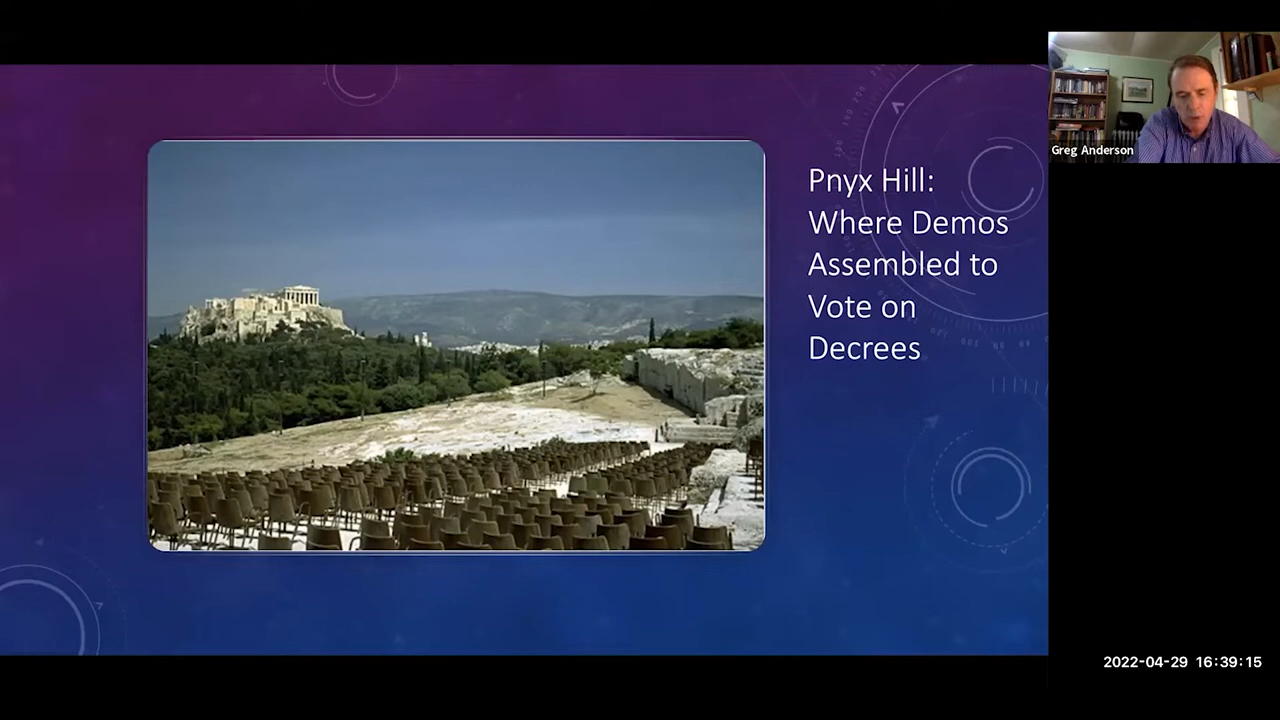 Pnyx Hill:
Where Demos
Assembled to
Vote on
Decrees
Greg Anderson
2022-04-29 16:39:15